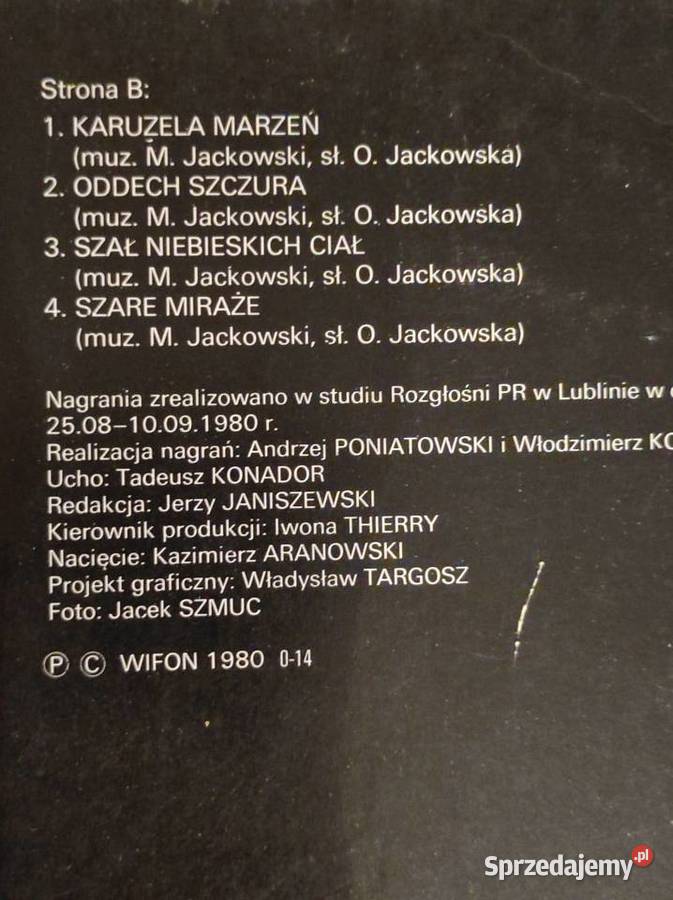 Strona B:
1. KARUZELA MARZEŃ
(muz. M. Jackowski, sł. O. Jackowska)
2. ODDECH SZCZURA
(muz. M. Jackowski, sł. O. Jackowska)
3. SZAŁ NIEBIESKICH CIAŁ
(muz. M. Jackowski, sł. O. Jackowska)
4. SZARE MIRAŻE
(muz. M. Jackowski, sł. O. Jackowska)
Nagrania zrealizowano w studiu Rozgłośni PR w Lublinie w
25.08–10.09.1980 r.
Realizacja nagrań: Andrzej PONIATOWSKI i Włodzimierz
Ucho: Tadeusz KONADOR
Redakcja: Jerzy JANISZEWSKI
Kierownik produkcji: Iwona THIERRY
Nacięcie: Kazimierz ARANOWSKI
Projekt graficzny: Władysław TARGOSZ
Foto: Jacek SZMUC
Ⓟ Ⓒ WIFON 1980 0-14
Sprzedajemy.pl